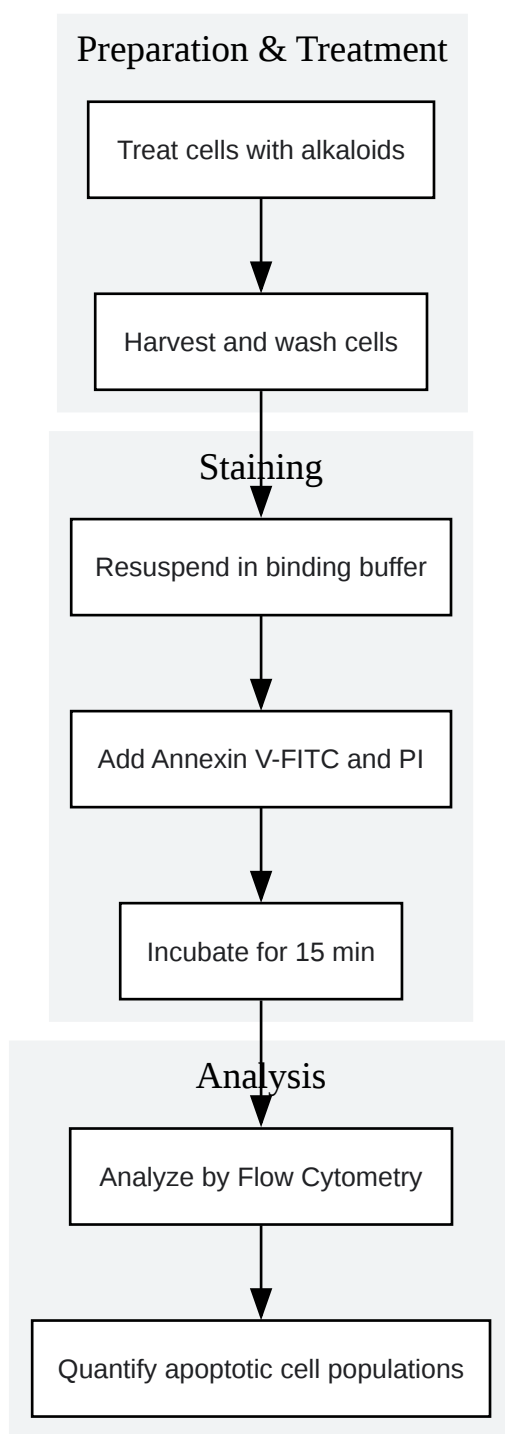 Preparation & Treatment
Treat cells with alkaloids
Harvest and wash cells
Staining
Resuspend in binding buffer
Add Annexin V-FITC and PI
Incubate for 15 min
Analysis
Analyze by Flow Cytometry
Quantify apoptotic cell populations